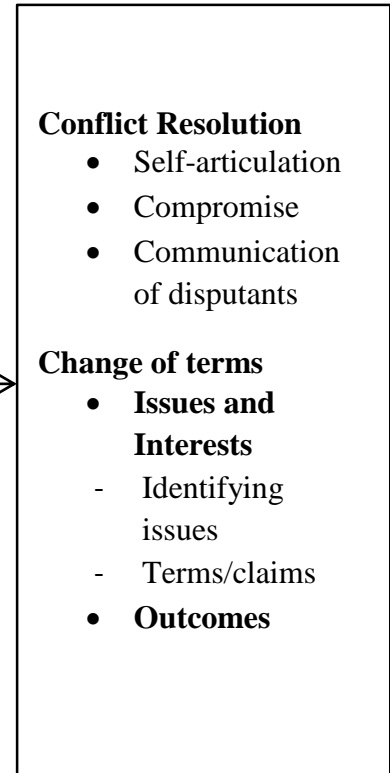 Conflict Resolution
• Self-articulation
• Compromise
• Communication
of disputants
Change of terms
• Issues and
Interests
- Identifying
issues
- Terms/claims
• Outcomes